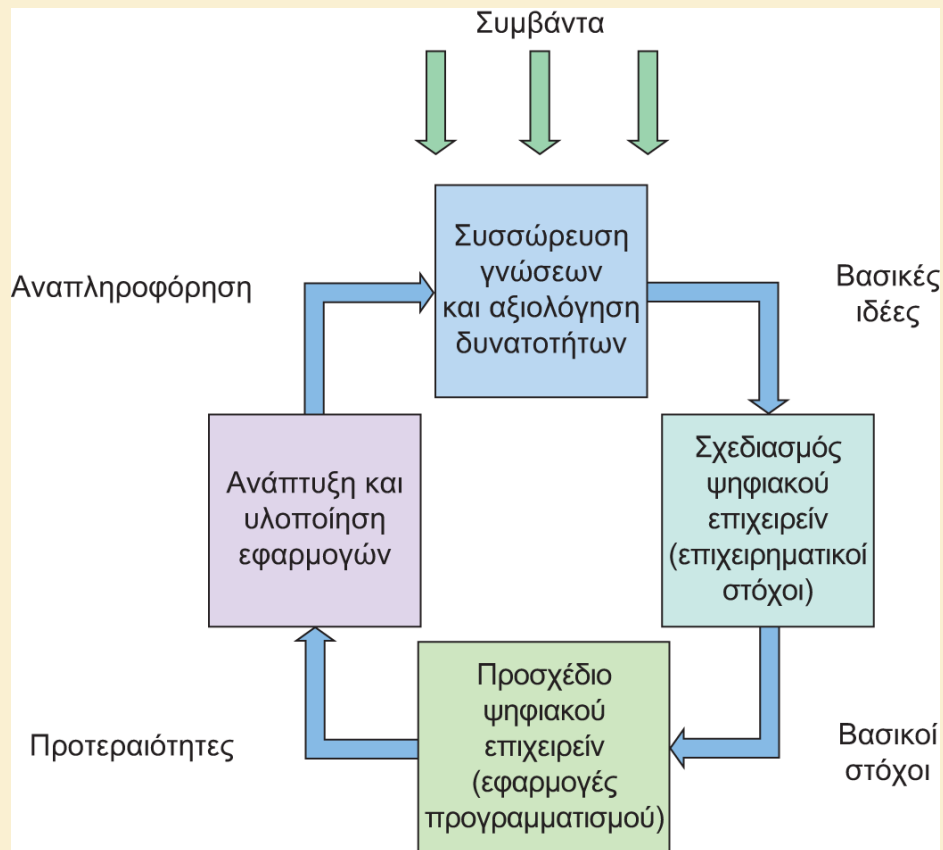 Συμβάντα
Συσσώρευση
γνώσεων
και αξιολόγηση
δυνατοτήτων
Αναπληροφόρηση
Βασικές
ιδέες
Ανάπτυξη και
υλοποίηση
εφαρμογών
Σχεδιασμός
ψηφιακού
επιχειρείν
(επιχειρηματικοί
στόχοι)
Προσχέδιο
ψηφιακού
επιχειρείν
(εφαρμογές
προγραμματισμού)
Προτεραιότητες
Βασικοί
στόχοι